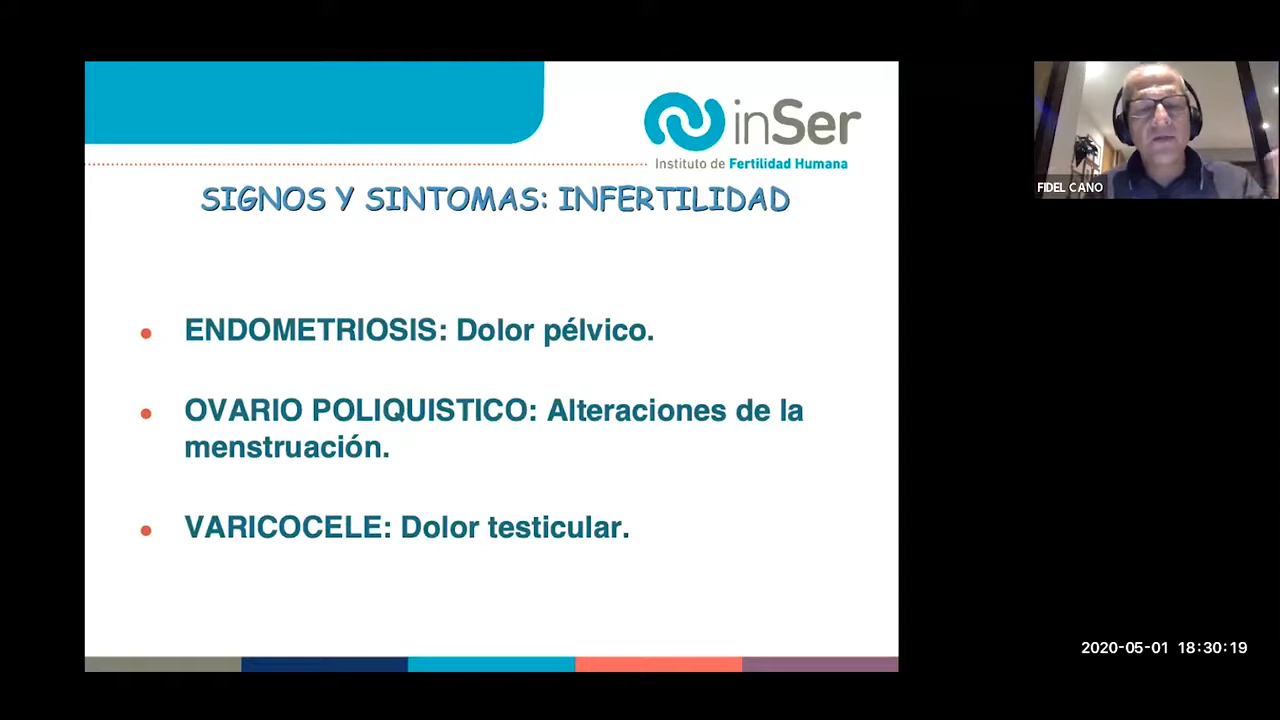 inSer
Instituto de Fertilidad Humana
SIGNOS Y SINTOMAS: INFERTILIDAD
FIDEL CANO
• ENDOMETRIOSIS: Dolor pélvico.
• OVARIO POLIQUISTICO: Alteraciones de la
menstruación.
• VARICOCELE: Dolor testicular.
2020-05-01 18:30:19